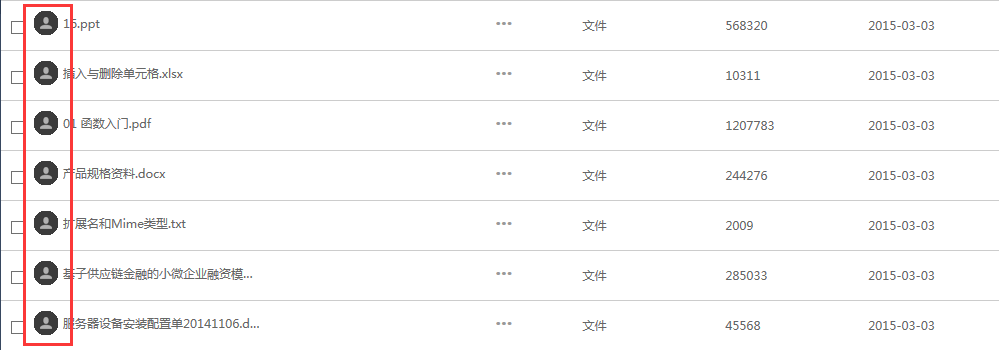 15.ppt ••• 文件 568320 2015-03-03
插入与删除单元格.xlsx ••• 文件 10311 2015-03-03
01 函数入门.pdf ••• 文件 1207783 2015-03-03
产品规格资料.docx ••• 文件 244276 2015-03-03
扩展名和Mime类型.txt ••• 文件 2009 2015-03-03
基于供应链金融的小微企业融资模... ••• 文件 285033 2015-03-03
服务器设备安装配置单20141106.d... ••• 文件 45568 2015-03-03